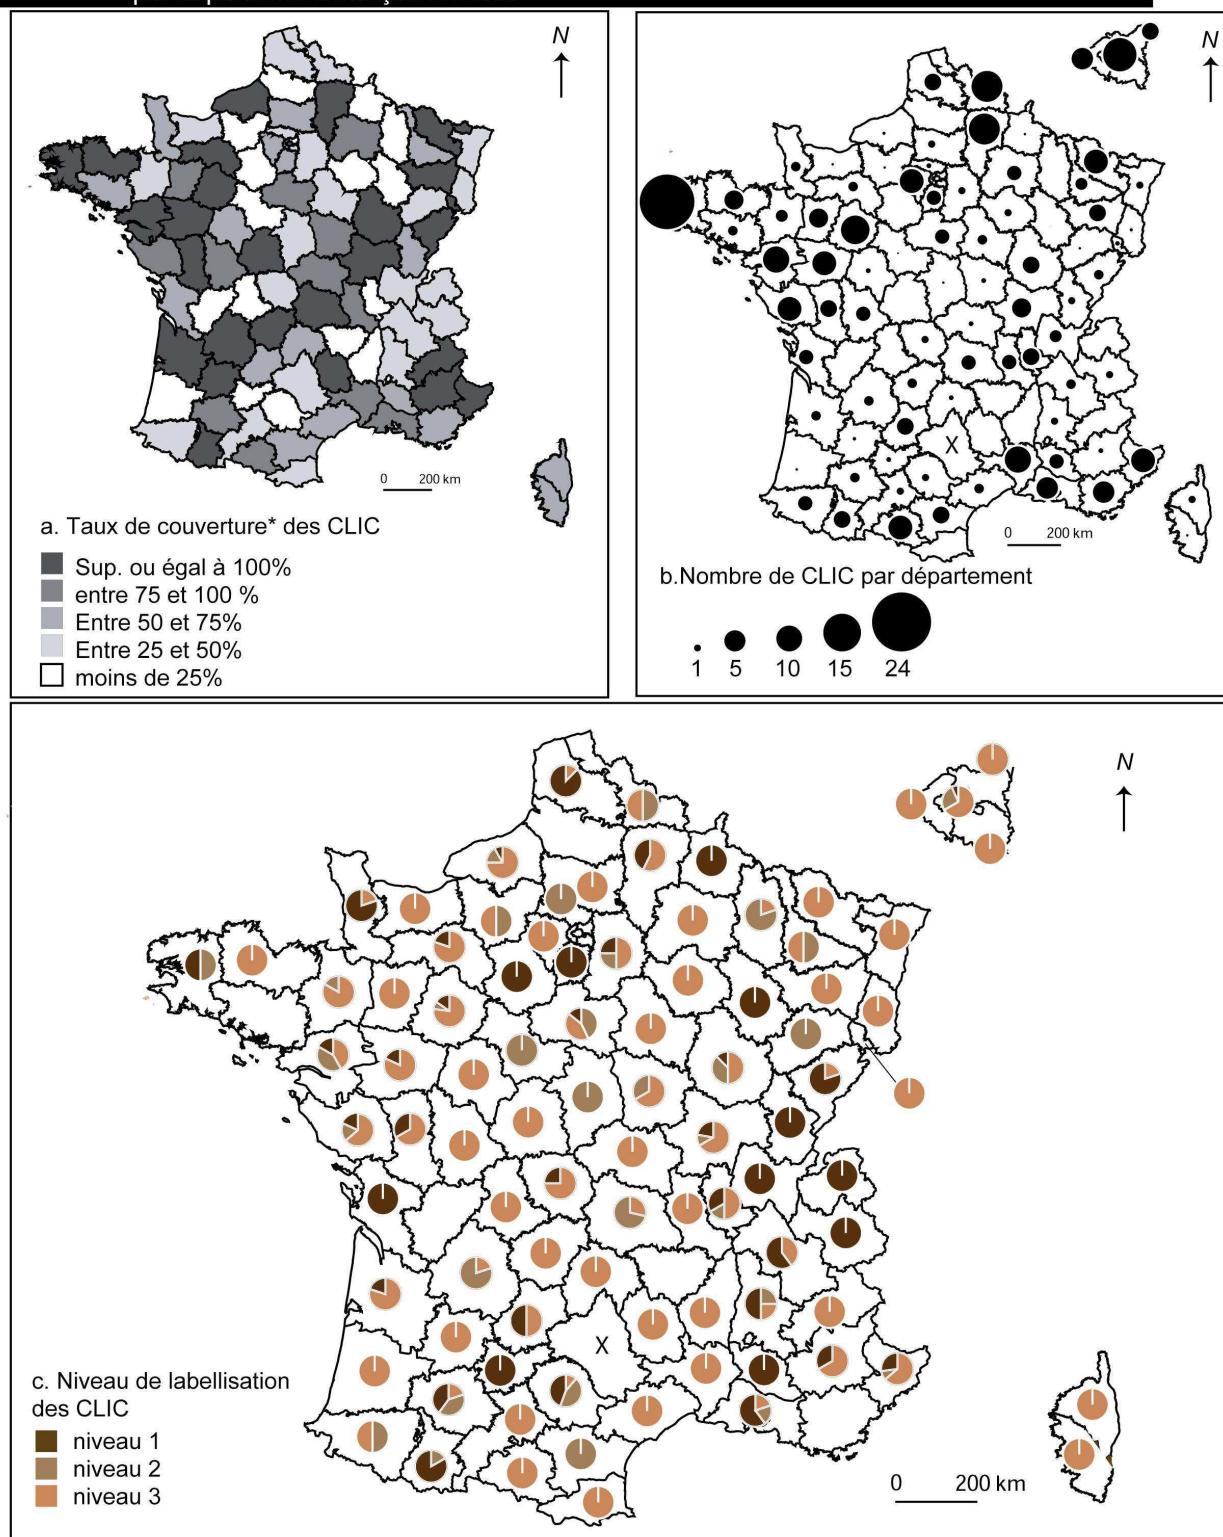 N
0 200 km
a. Taux de couverture* des CLIC
Sup. ou égal à 100%
entre 75 et 100 %
Entre 50 et 75%
Entre 25 et 50%
moins de 25%
N
X
0 200 km
b.Nombre de CLIC par département
1 5 10 15 24
N
X
c. Niveau de labellisation
des CLIC
niveau 1
niveau 2
niveau 3
0 200 km